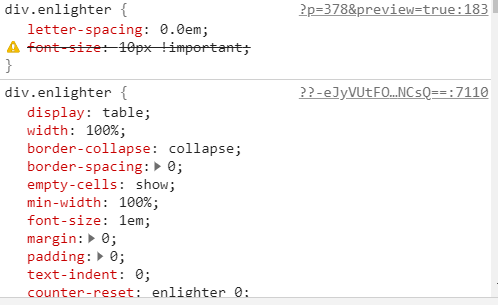 div.enlighter { ?p=378&preview=true:183
letter-spacing: 0.0em;
font-size: 10px !important;
}
div.enlighter { ??-eJyVUtFO…NCsQ==:7110
display: table;
width: 100%;
border-collapse: collapse;
border-spacing:▶ 0;
empty-cells: show;
min-width: 100%;
font-size: 1em;
margin:▶ 0;
padding:▶ 0;
text-indent: 0;
counter-reset: enlighter 0;